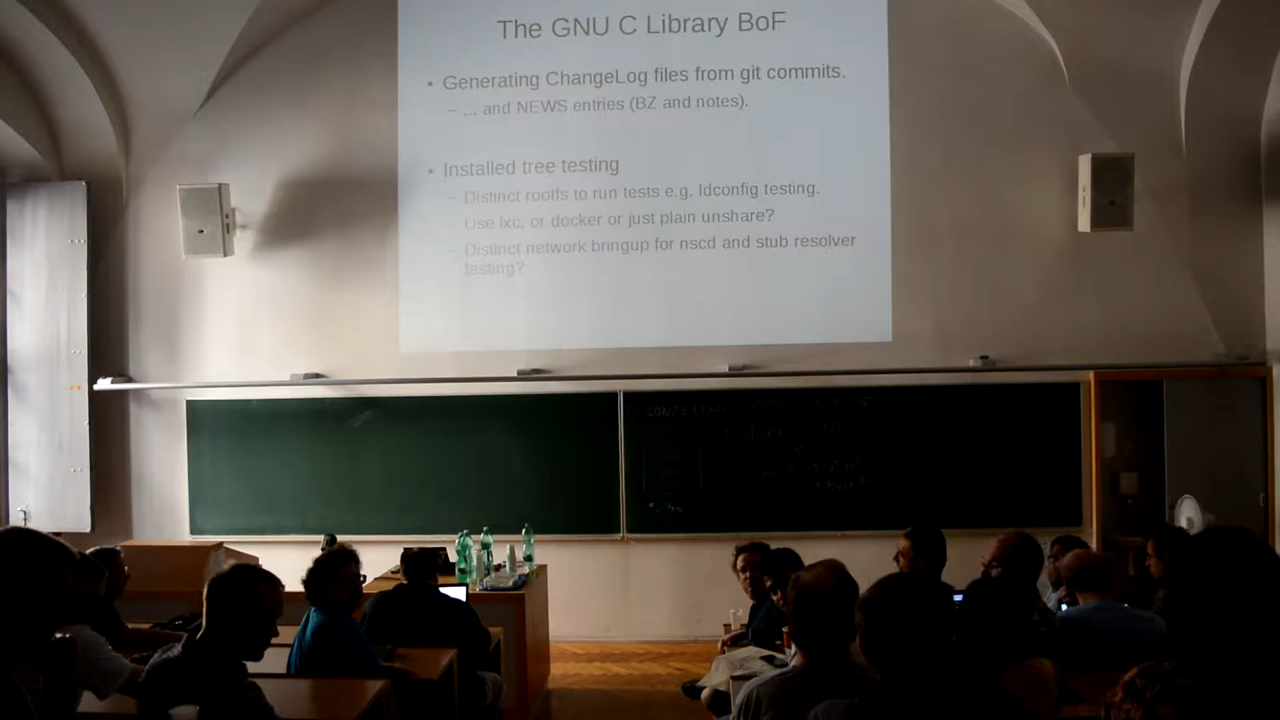 The GNU C Library BoF
• Generating ChangeLog files from git commits.
– ... and NEWS entries (BZ and notes).
• Installed tree testing
– Distinct rootfs to run tests e.g. ldconfig testing.
– Use lxc, or docker or just plain unshare?
– Distinct network bringup for nscd and stub resolver
testing?